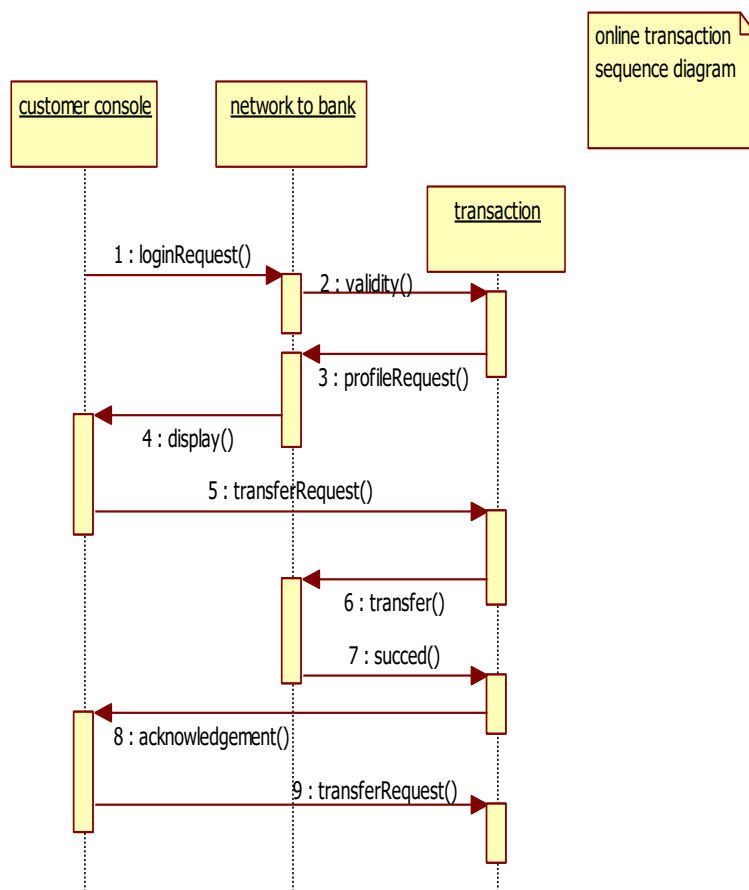 online transaction
sequence diagram
customer console
network to bank
transaction
1 : loginRequest()
2 : validity()
3 : profileRequest()
4 : display()
5 : transferRequest()
6 : transfer()
7 : succed()
8 : acknowledgement()
9 : transferRequest()